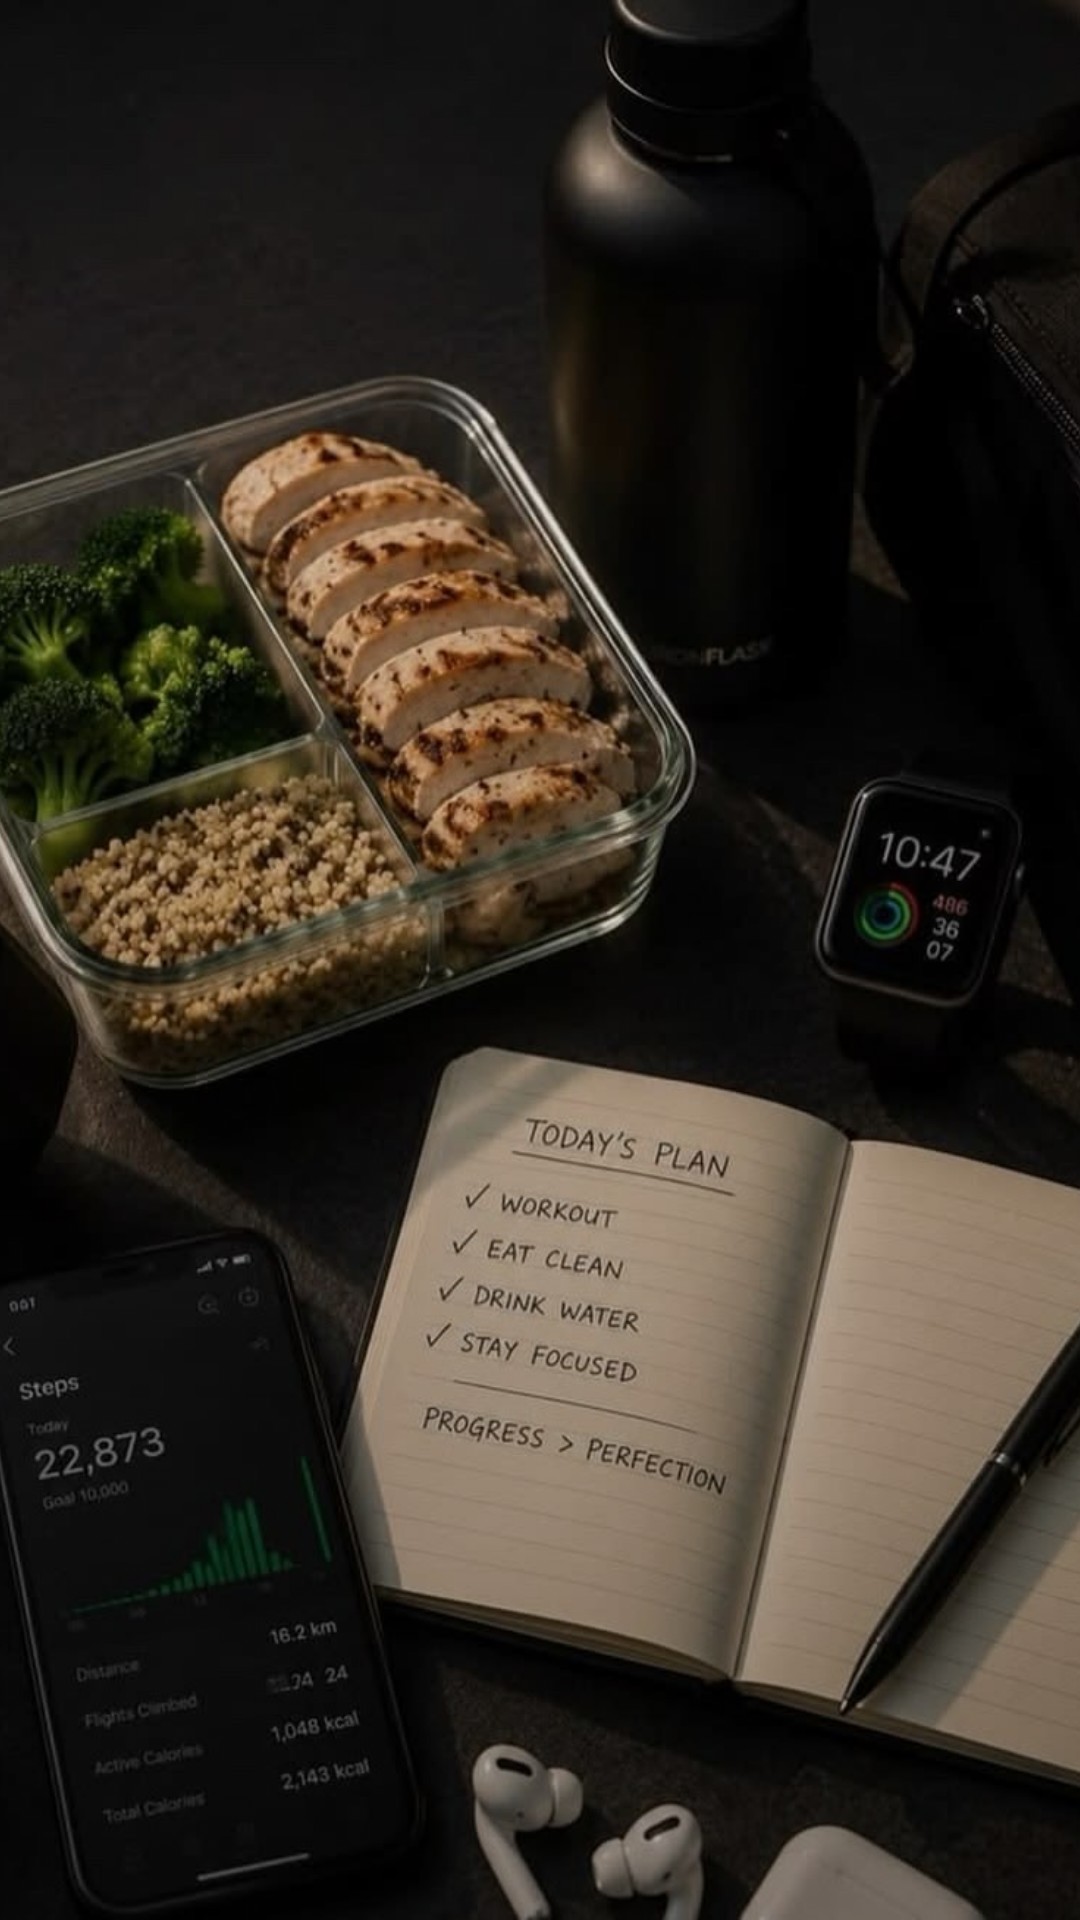 10:47
486
36
07
TODAY'S PLAN
✓ WORKOUT
✓ EAT CLEAN
✓ DRINK WATER
✓ STAY FOCUSED
PROGRESS > PERFECTION
Steps
Today
22,873
Goal 10,000
16.2 km
Distance
24
Flights Climbed
1,048 kcal
Active Calories
2,143 kcal
Total Calories